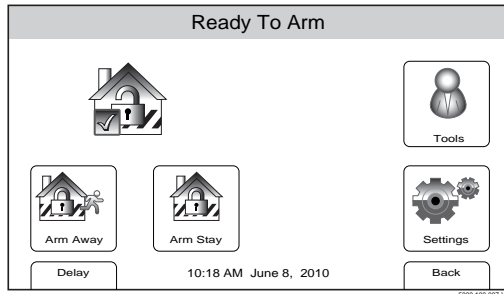 Ready To Arm
Tools
Arm Away
Arm Stay
Settings
Delay
10:18 AM June 8, 2010
Back